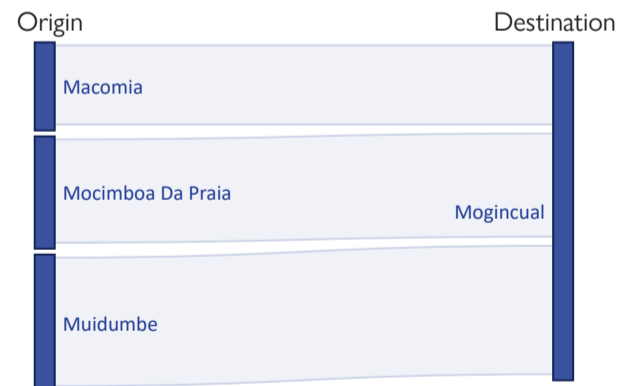 Origin
Destination
Macomia
Mocimboa Da Praia
Mogincual
Muidumbe